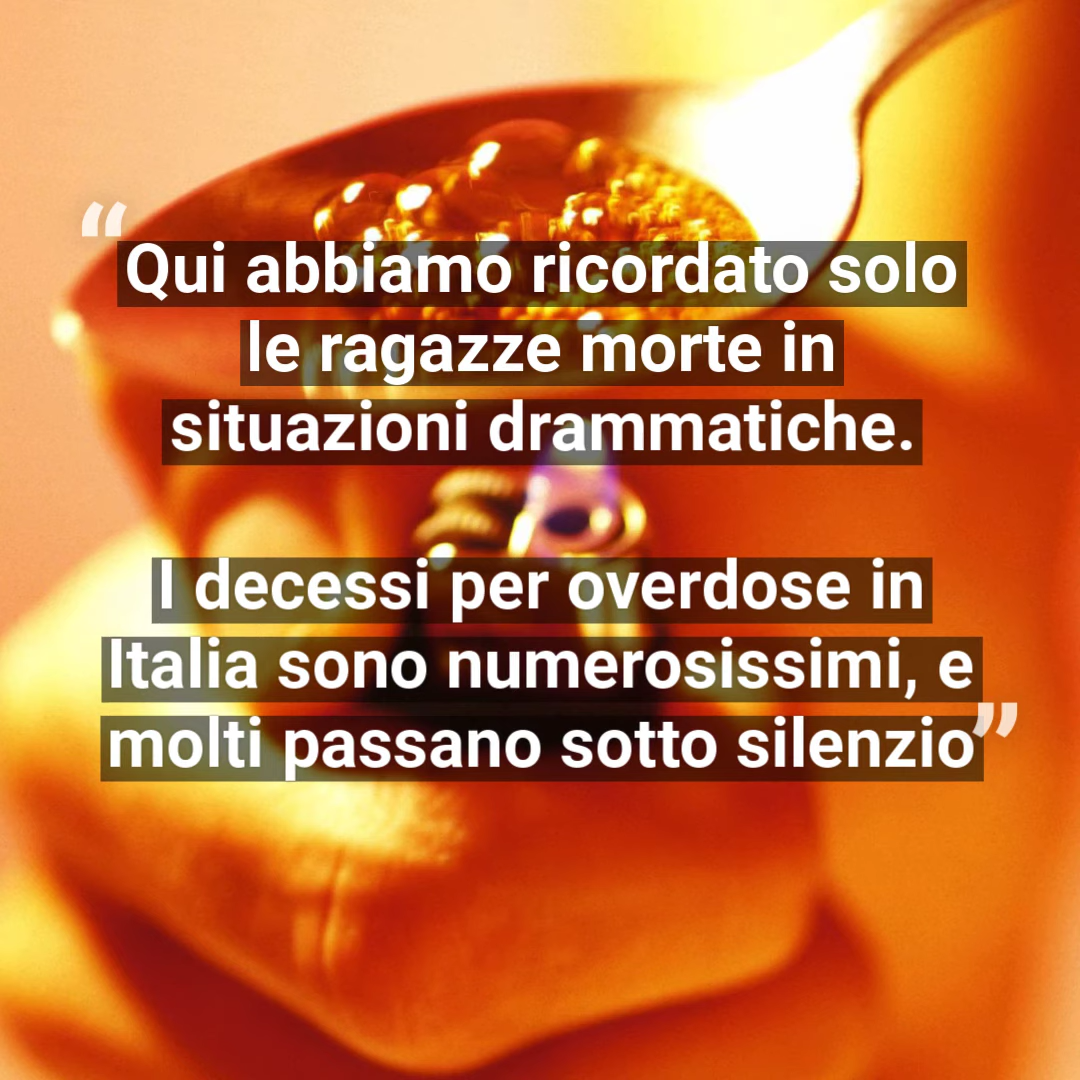 “Qui abbiamo ricordato solo
le ragazze morte in
situazioni drammatiche.
I decessi per overdose in
Italia sono numerosissimi, e
molti passano sotto silenzio”